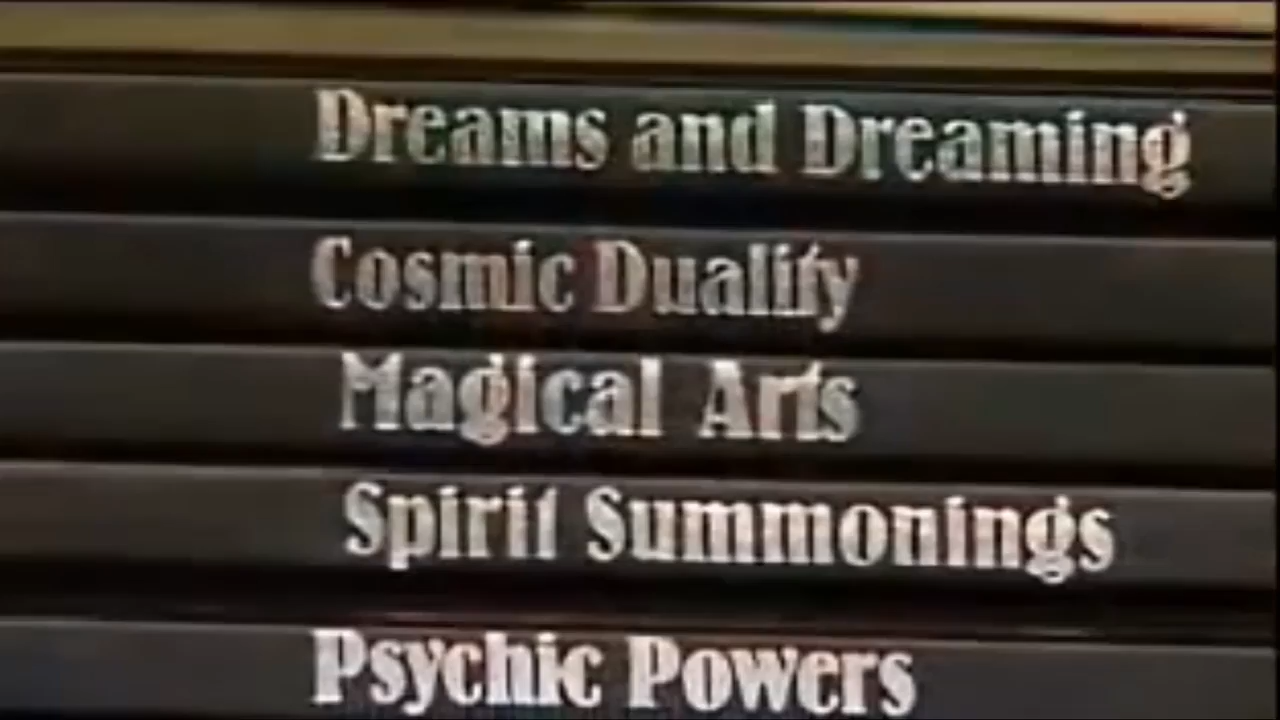 Dreams and Dreaming
Cosmic Duality
Magical Arts
Spirit Summonings
Psychic Powers